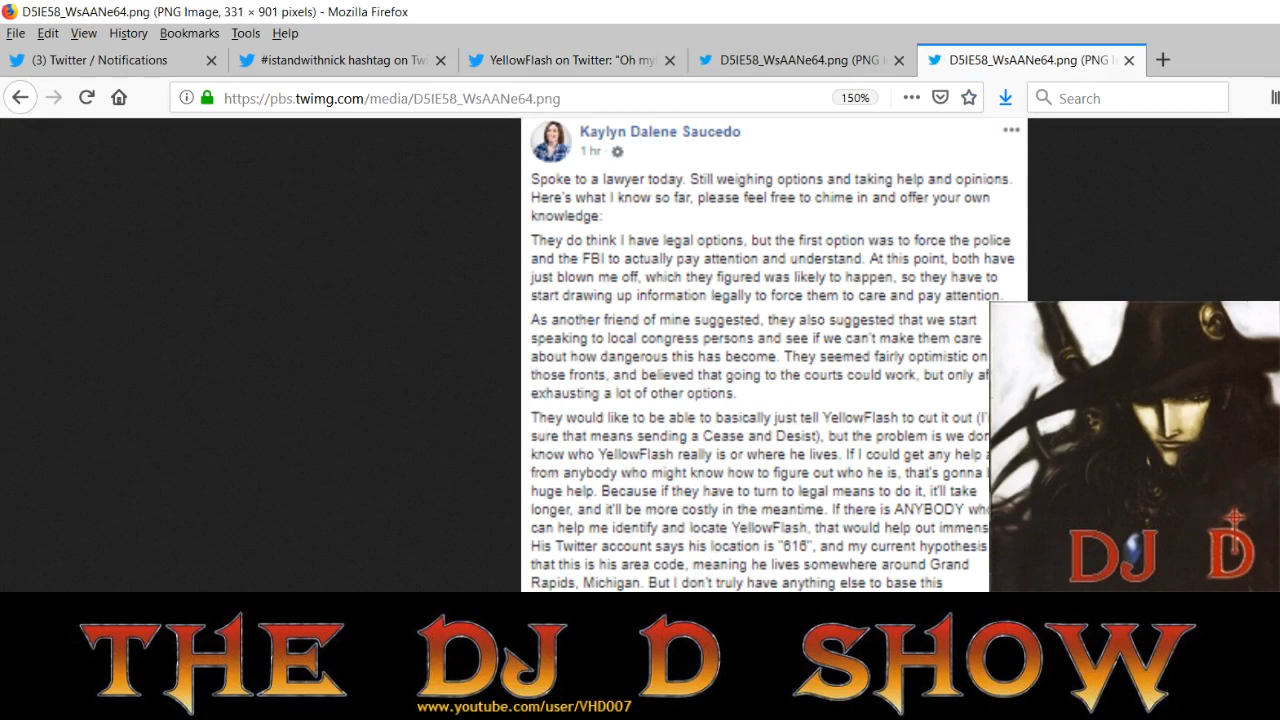 D5IE58_WsAANe64.png (PNG Image, 331 × 901 pixels) - Mozilla Firefox
File Edit View History Bookmarks Tools Help
(3) Twitter / Notifications #istandwithnick hashtag on Twi YellowFlash on Twitter: "Oh my D5IE58_WsAANe64.png (PNG I D5IE58_WsAANe64.png (PNG I
https://pbs.twimg.com/media/D5IE58_WsAANe64.png 150% Search
Kaylyn Dalene Saucedo
1 hr ·
Spoke to a lawyer today. Still weighing options and taking help and opinions.
Here's what I know so far, please feel free to chime in and offer your own
knowledge:
They do think I have legal options, but the first option was to force the police
and the FBI to actually pay attention and understand. At this point, both have
just blown me off, which they figured was likely to happen, so they have to
start drawing up information legally to force them to care and pay attention.
As another friend of mine suggested, they also suggested that we start
speaking to local congress persons and see if we can't make them care
about how dangerous this has become. They seemed fairly optimistic on
those fronts, and believed that going to the courts could work, but only af
exhausting a lot of other options.
They would like to be able to basically just tell YellowFlash to cut it out (I'
sure that means sending a Cease and Desist), but the problem is we don
know who YellowFlash really is or where he lives. If I could get any help a
from anybody who might know how to figure out who he is, that's gonna
huge help. Because if they have to turn to legal means to do it, it'll take
longer, and it'll be more costly in the meantime. If there is ANYBODY who
can help me identify and locate YellowFlash, that would help out immens
His Twitter account says his location is "616", and my current hypothesis
that this is his area code, meaning he lives somewhere around Grand
Rapids, Michigan. But I don't truly have anything else to base this
DJ D
THE DJ D SHOW
www.youtube.com/user/VHD007